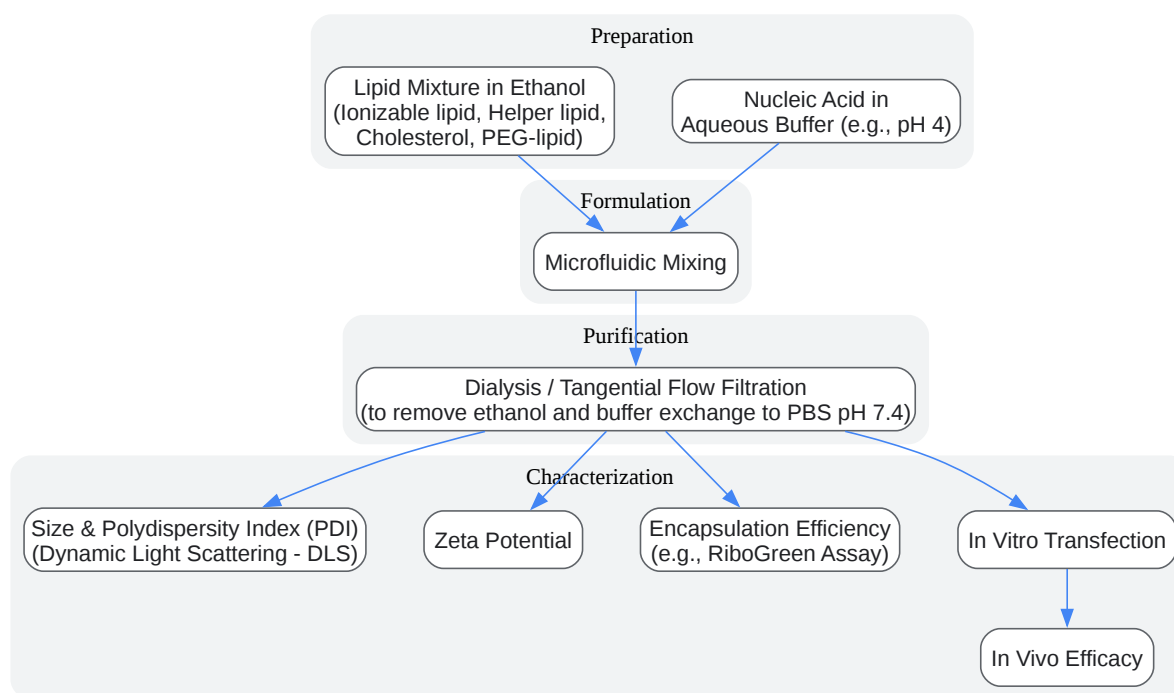 Preparation
Lipid Mixture in Ethanol
(Ionizable lipid, Helper lipid,
Cholesterol, PEG-lipid)
Nucleic Acid in
Aqueous Buffer (e.g., pH 4)
Formulation
Microfluidic Mixing
Purification
Dialysis / Tangential Flow Filtration
(to remove ethanol and buffer exchange to PBS pH 7.4)
Characterization
Size & Polydispersity Index (PDI)
(Dynamic Light Scattering - DLS)
Zeta Potential
Encapsulation Efficiency
(e.g., RiboGreen Assay)
In Vitro Transfection
In Vivo Efficacy